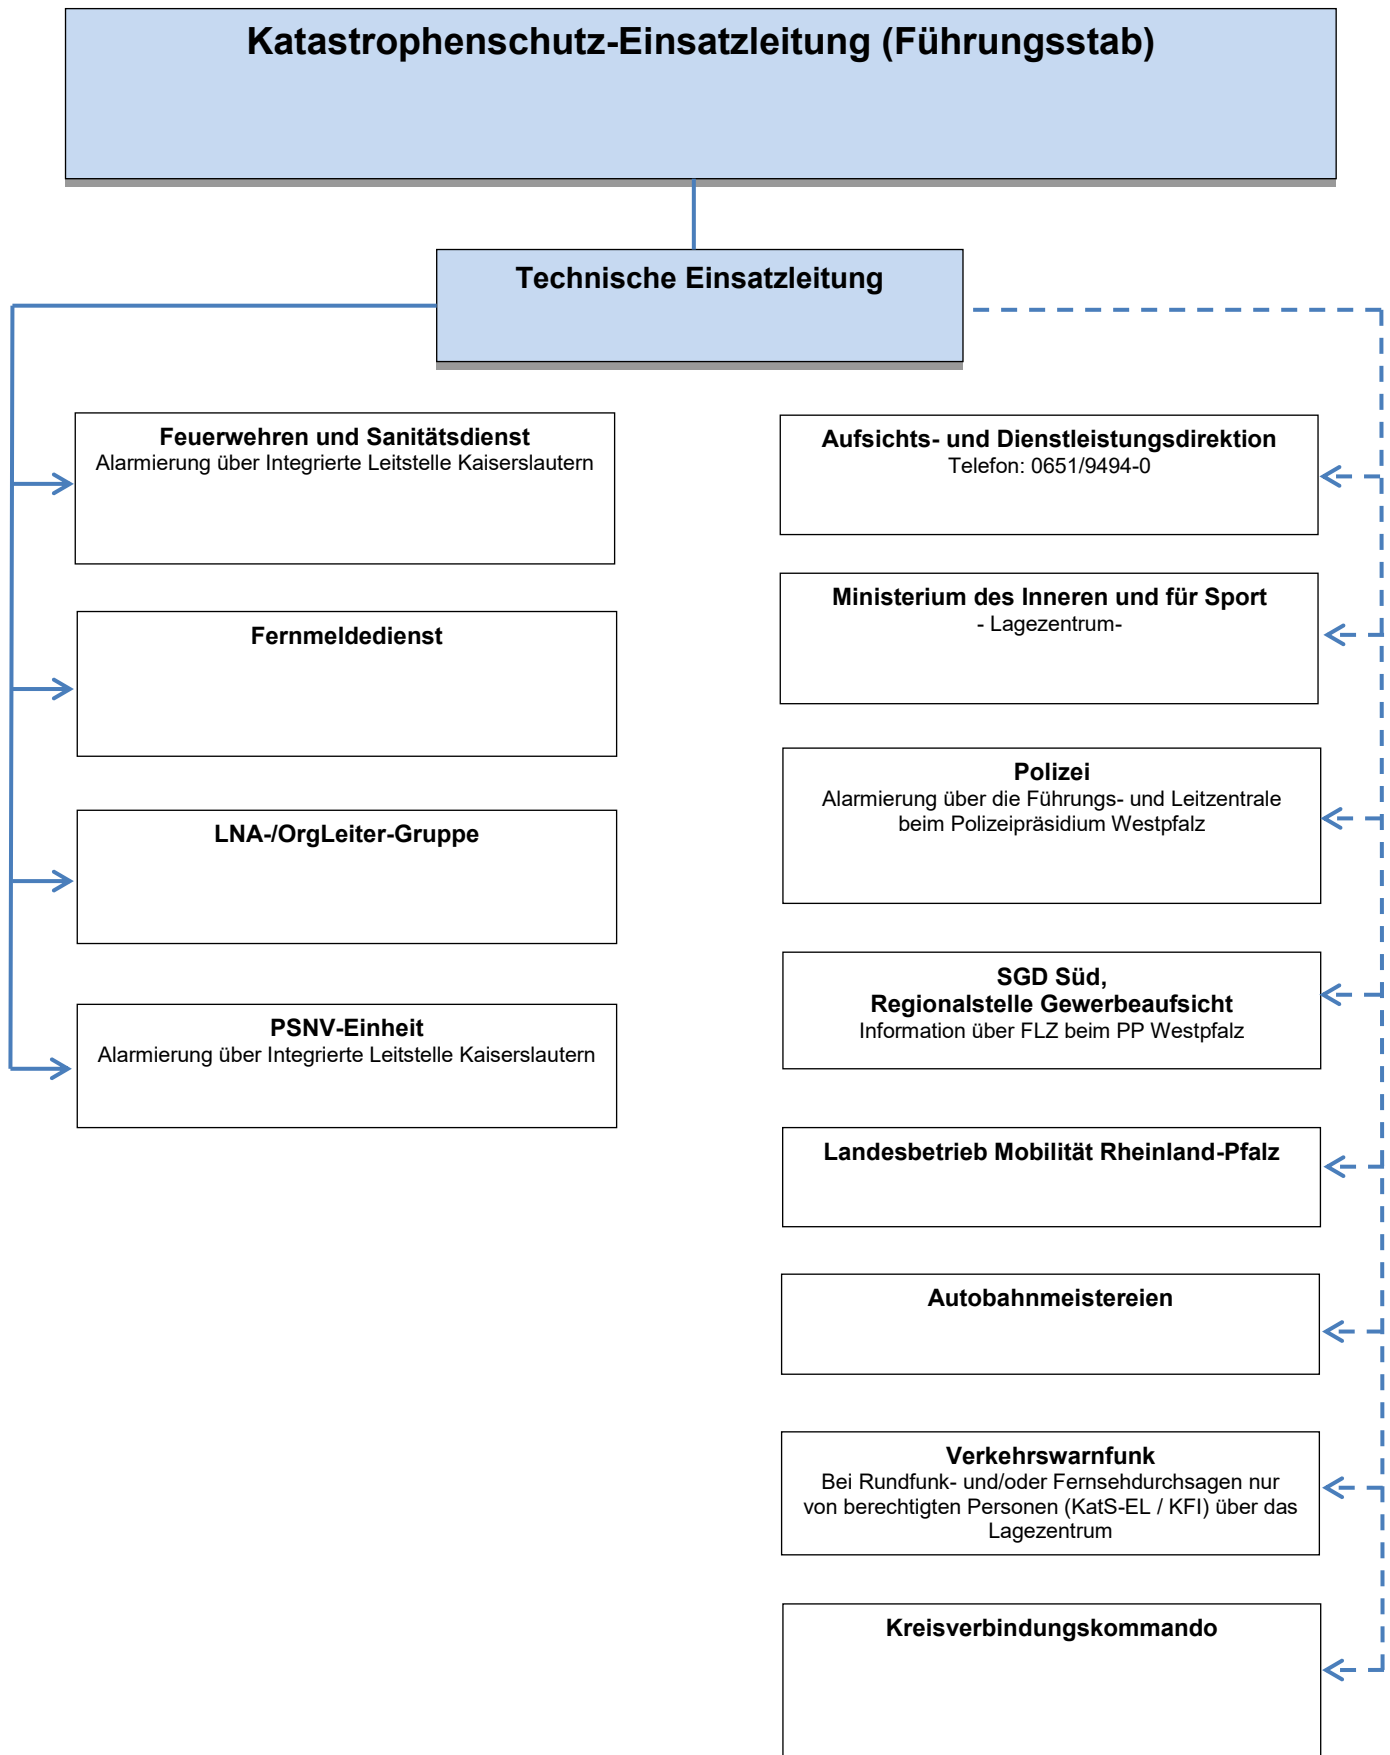 Katastrophenschutz-Einsatzleitung (Führungsstab)
Technische Einsatzleitung
Feuerwehren und Sanitätsdienst
Alarmierung über Integrierte Leitstelle Kaiserslautern
Fernmeldedienst
LNA-/OrgLeiter-Gruppe
PSNV-Einheit
Alarmierung über Integrierte Leitstelle Kaiserslautern
Aufsichts- und Dienstleistungsdirektion
Telefon: 0651/9494-0
Ministerium des Inneren und für Sport
- Lagezentrum-
Polizei
Alarmierung über die Führungs- und Leitzentrale
beim Polizeipräsidium Westpfalz
SGD Süd,
Regionalstelle Gewerbeaufsicht
Information über FLZ beim PP Westpfalz
Landesbetrieb Mobilität Rheinland-Pfalz
Autobahnmeistereien
Verkehrswarnfunk
Bei Rundfunk- und/oder Fernsehdurchsagen nur
von berechtigten Personen (KatS-EL / KFI) über das
Lagezentrum
Kreisverbindungskommando